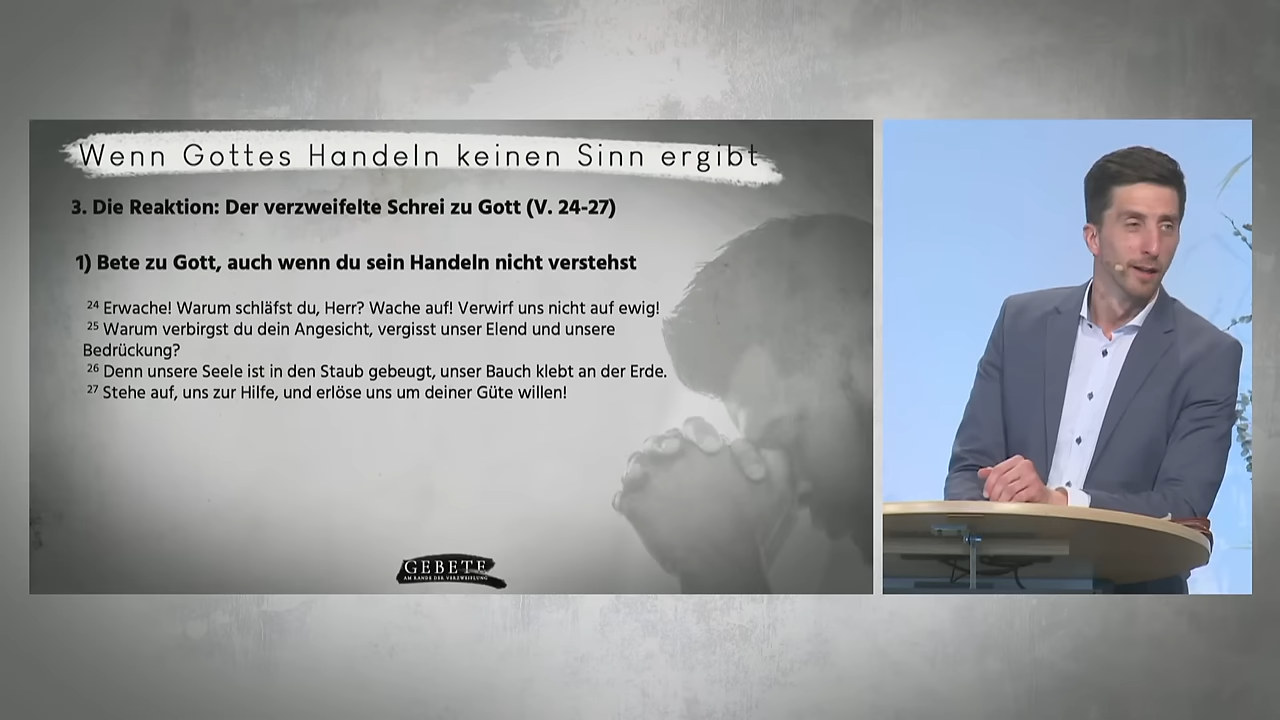 Wenn Gottes Handeln keinen Sinn ergibt
3. Die Reaktion: Der verzweifelte Schrei zu Gott (V. 24-27)
1) Bete zu Gott, auch wenn du sein Handeln nicht verstehst
24 Erwache! Warum schläfst du, Herr? Wache auf! Verwirf uns nicht auf ewig!
25 Warum verbirgst du dein Angesicht, vergisst unser Elend und unsere
Bedrückung?
26 Denn unsere Seele ist in den Staub gebeugt, unser Bauch klebt an der Erde.
27 Stehe auf, uns zur Hilfe, und erlöse uns um deiner Güte willen!
GEBETE
AM RANDE DER VERZWEIFLUNG